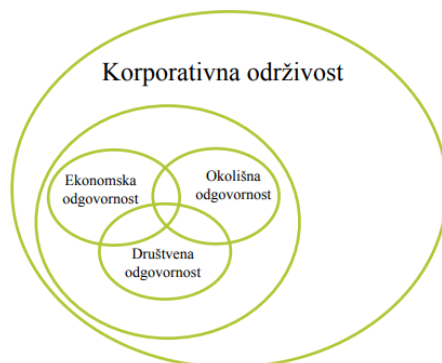 Korporativna održivost
Ekonomska
odgovornost
Okolišna
odgovornost
Društvena
odgovornost